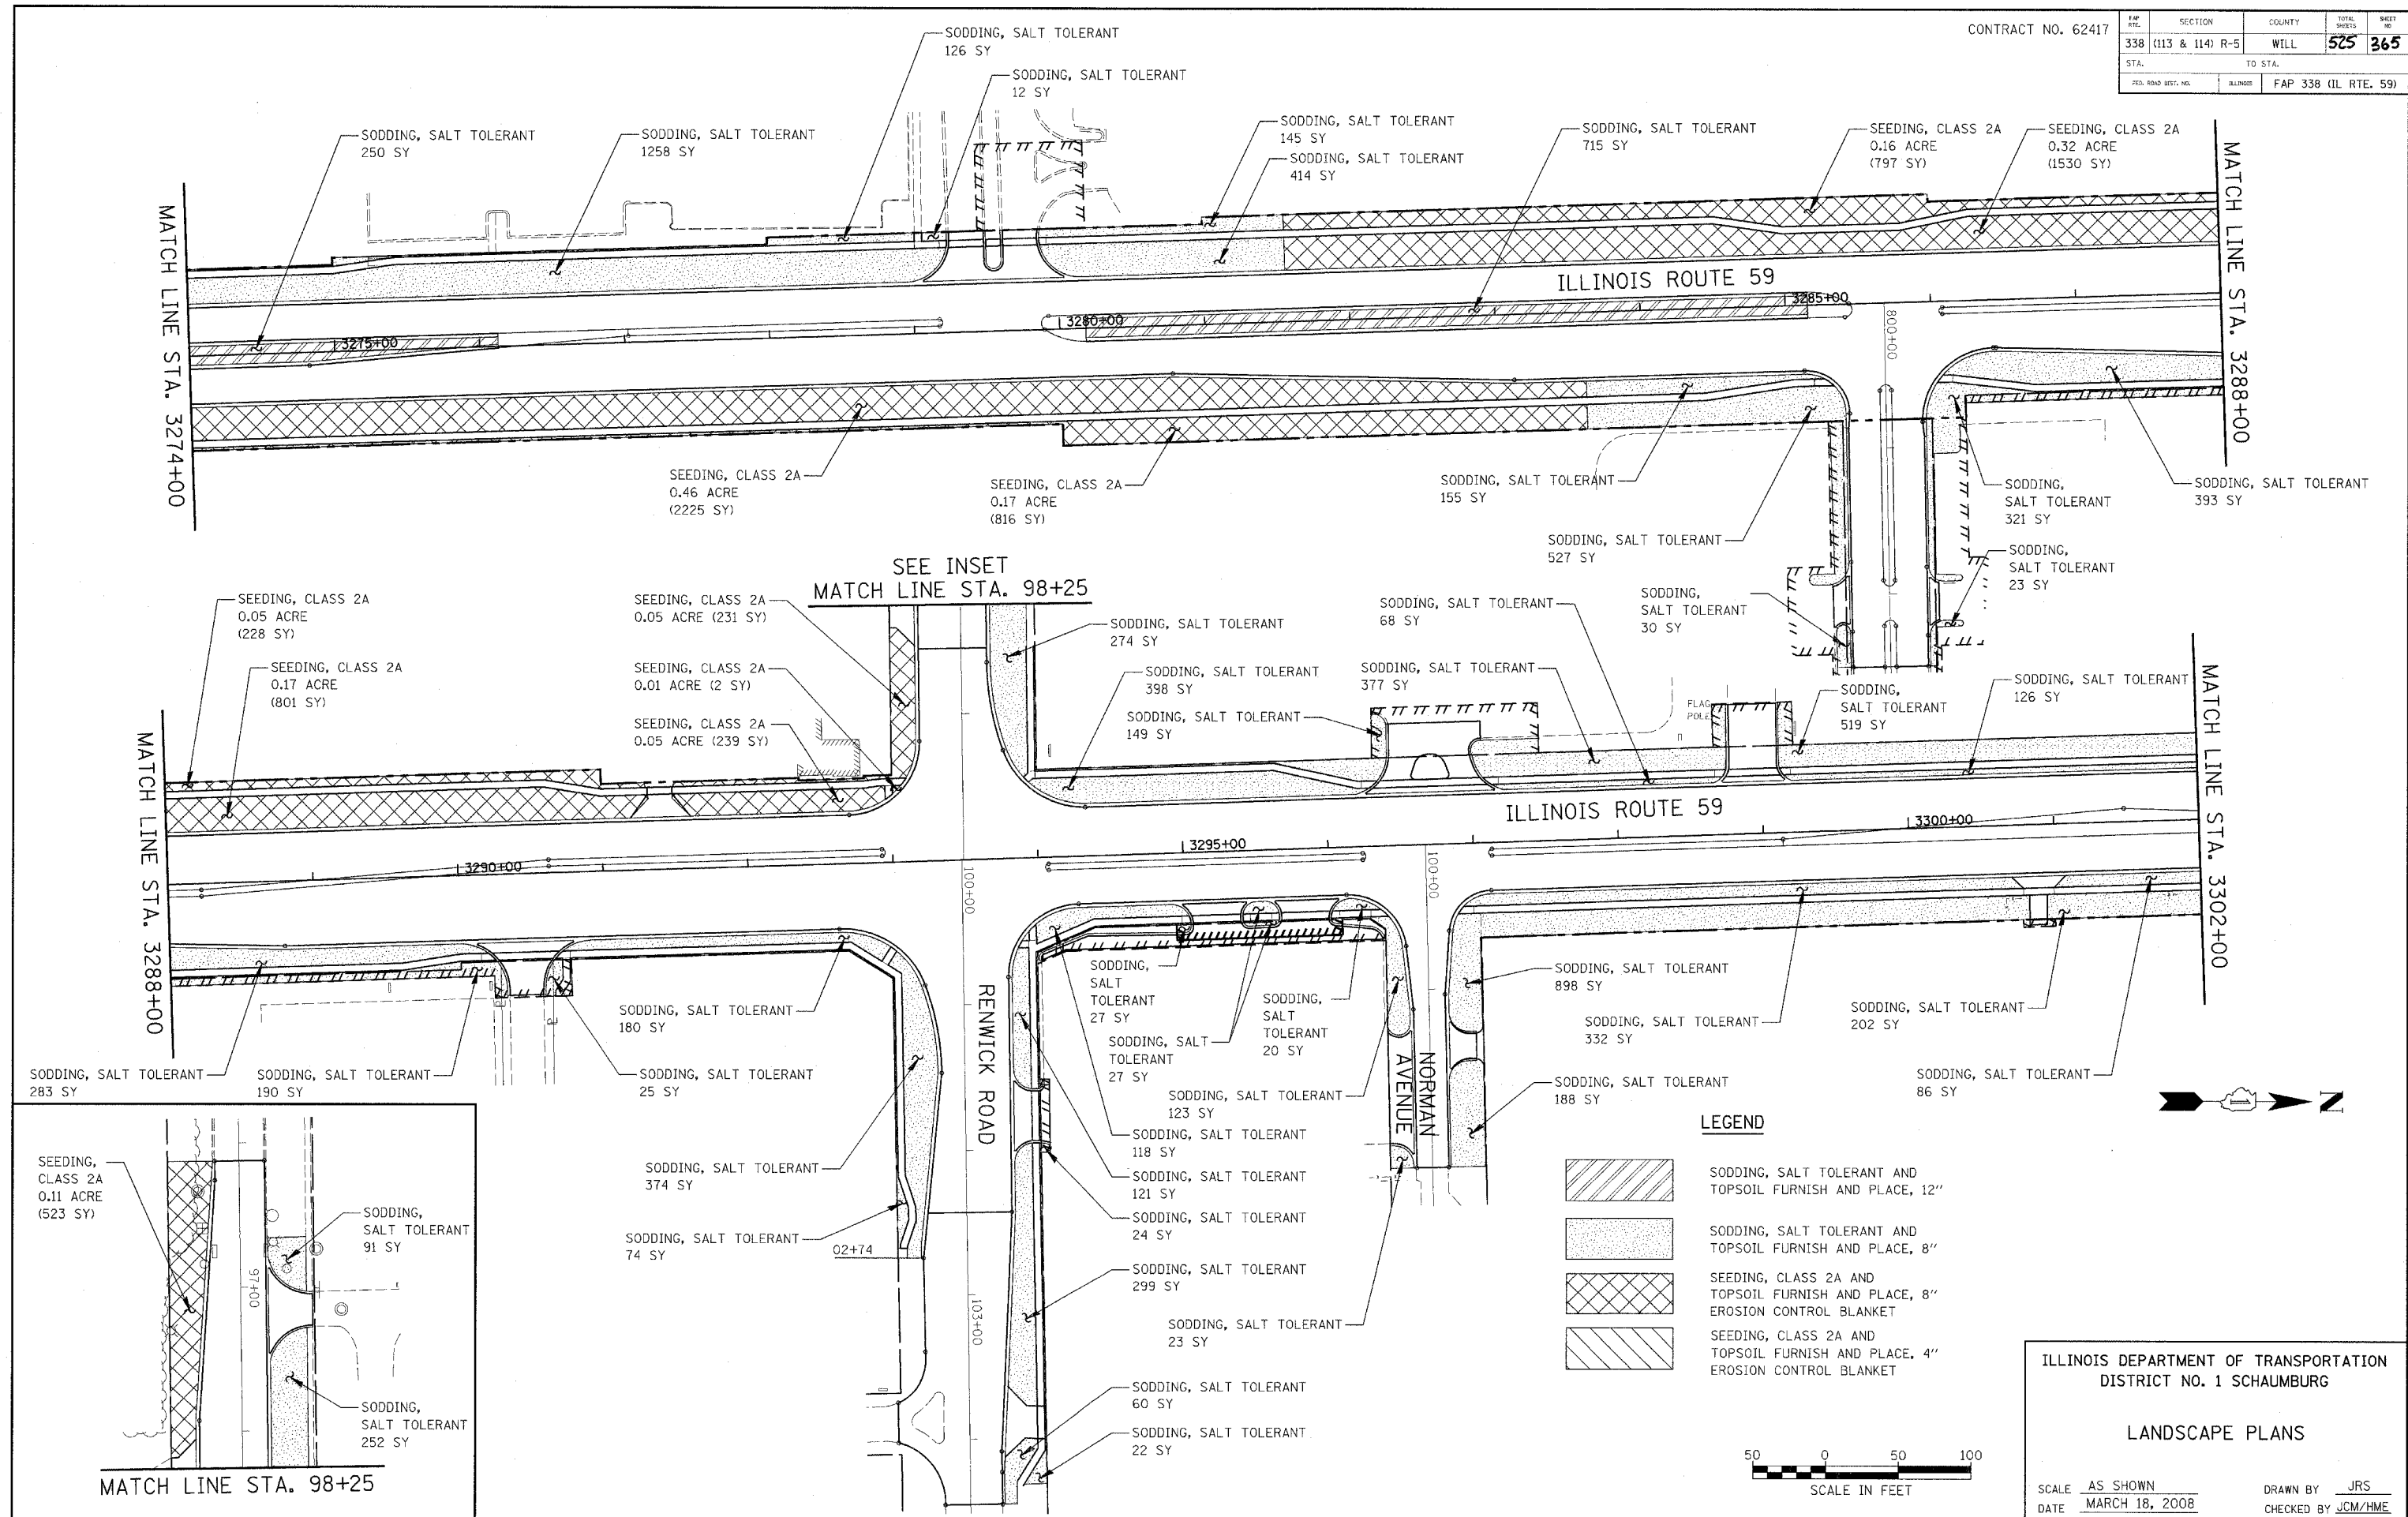 CONTRACT NO. 62417
FAP RTE.
SECTION
COUNTY
TOTAL SHEETS
SHEET NO
338
(113 & 114) R-5
WILL
525
365
STA.
TO STA.
FED. ROAD DIST. NO.
ILLINOIS
FAP 338 (IL RTE. 59)
SODDING, SALT TOLERANT
126 SY
SODDING, SALT TOLERANT
12 SY
SODDING, SALT TOLERANT
250 SY
SODDING, SALT TOLERANT
1258 SY
SODDING, SALT TOLERANT
145 SY
SODDING, SALT TOLERANT
414 SY
SODDING, SALT TOLERANT
715 SY
SEEDING, CLASS 2A
0.16 ACRE
(797 SY)
SEEDING, CLASS 2A
0.32 ACRE
(1530 SY)
MATCH LINE STA. 3274+00
MATCH LINE STA. 3288+00
ILLINOIS ROUTE 59
3275+00
3280+00
3285+00
800+00
SEEDING, CLASS 2A
0.46 ACRE
(2225 SY)
SEEDING, CLASS 2A
0.17 ACRE
(816 SY)
SODDING, SALT TOLERANT
155 SY
SODDING, SALT TOLERANT
527 SY
SODDING,
SALT TOLERANT
321 SY
SODDING, SALT TOLERANT
393 SY
SODDING,
SALT TOLERANT
23 SY
SODDING,
SALT TOLERANT
30 SY
SEE INSET
MATCH LINE STA. 98+25
SEEDING, CLASS 2A
0.05 ACRE
(228 SY)
SEEDING, CLASS 2A
0.17 ACRE
(801 SY)
SEEDING, CLASS 2A
0.05 ACRE (231 SY)
SEEDING, CLASS 2A
0.01 ACRE (2 SY)
SEEDING, CLASS 2A
0.05 ACRE (239 SY)
SODDING, SALT TOLERANT
274 SY
SODDING, SALT TOLERANT
398 SY
SODDING, SALT TOLERANT
149 SY
SODDING, SALT TOLERANT
68 SY
SODDING, SALT TOLERANT
377 SY
FLAG
POLE
SODDING,
SALT TOLERANT
519 SY
SODDING, SALT TOLERANT
126 SY
MATCH LINE STA. 3288+00
MATCH LINE STA. 3302+00
ILLINOIS ROUTE 59
3290+00
3295+00
3300+00
100+00
100+00
RENWICK ROAD
NORMAN
AVENUE
SODDING, SALT TOLERANT
283 SY
SODDING, SALT TOLERANT
190 SY
SODDING, SALT TOLERANT
180 SY
SODDING, SALT TOLERANT
25 SY
SODDING, SALT TOLERANT
374 SY
SODDING, SALT TOLERANT
74 SY
02+74
103+00
SODDING,
SALT
TOLERANT
27 SY
SODDING, SALT
TOLERANT
27 SY
SODDING,
SALT
TOLERANT
20 SY
SODDING, SALT TOLERANT
123 SY
SODDING, SALT TOLERANT
118 SY
SODDING, SALT TOLERANT
121 SY
SODDING, SALT TOLERANT
24 SY
SODDING, SALT TOLERANT
299 SY
SODDING, SALT TOLERANT
23 SY
SODDING, SALT TOLERANT
60 SY
SODDING, SALT TOLERANT
22 SY
SODDING, SALT TOLERANT
898 SY
SODDING, SALT TOLERANT
332 SY
SODDING, SALT TOLERANT
188 SY
SODDING, SALT TOLERANT
202 SY
SODDING, SALT TOLERANT
86 SY
N
SEEDING,
CLASS 2A
0.11 ACRE
(523 SY)
97+00
SODDING,
SALT TOLERANT
91 SY
SODDING,
SALT TOLERANT
252 SY
MATCH LINE STA. 98+25
LEGEND
SODDING, SALT TOLERANT AND
TOPSOIL FURNISH AND PLACE, 12"
SODDING, SALT TOLERANT AND
TOPSOIL FURNISH AND PLACE, 8"
SEEDING, CLASS 2A AND
TOPSOIL FURNISH AND PLACE, 8"
EROSION CONTROL BLANKET
SEEDING, CLASS 2A AND
TOPSOIL FURNISH AND PLACE, 4"
EROSION CONTROL BLANKET
50 0 50 100
SCALE IN FEET
ILLINOIS DEPARTMENT OF TRANSPORTATION
DISTRICT NO. 1 SCHAUMBURG
LANDSCAPE PLANS
SCALE AS SHOWN
DRAWN BY JRS
DATE MARCH 18, 2008
CHECKED BY JCM/HME